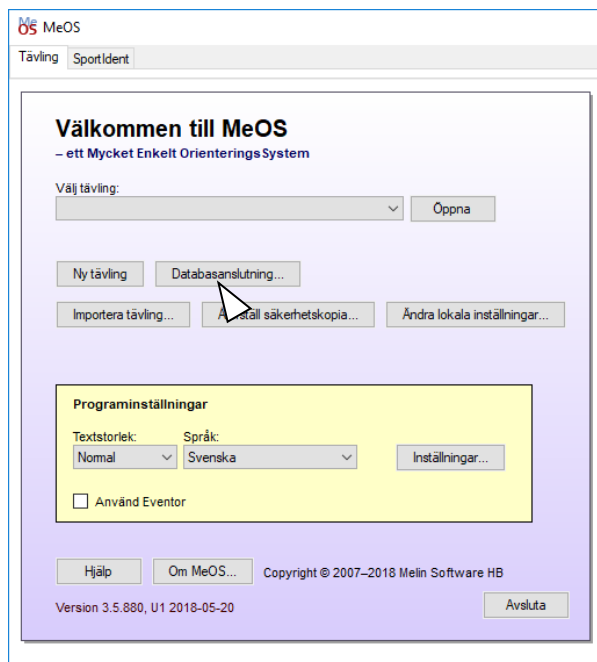 MeOS MeOS
Tävling SportIdent
Välkommen till MeOS
– ett Mycket Enkelt OrienteringsSystem
Välj tävling:
Öppna
Ny tävling Databasanslutning...
Importera tävling... säkerhetskopia... Ändra lokala inställningar...
Programinställningar
Textstorlek: Språk:
Normal Svenska Inställningar...
Använd Eventor
Hjälp Om MeOS... Copyright © 2007–2018 Melin Software HB
Version 3.5.880, U1 2018-05-20 Avsluta